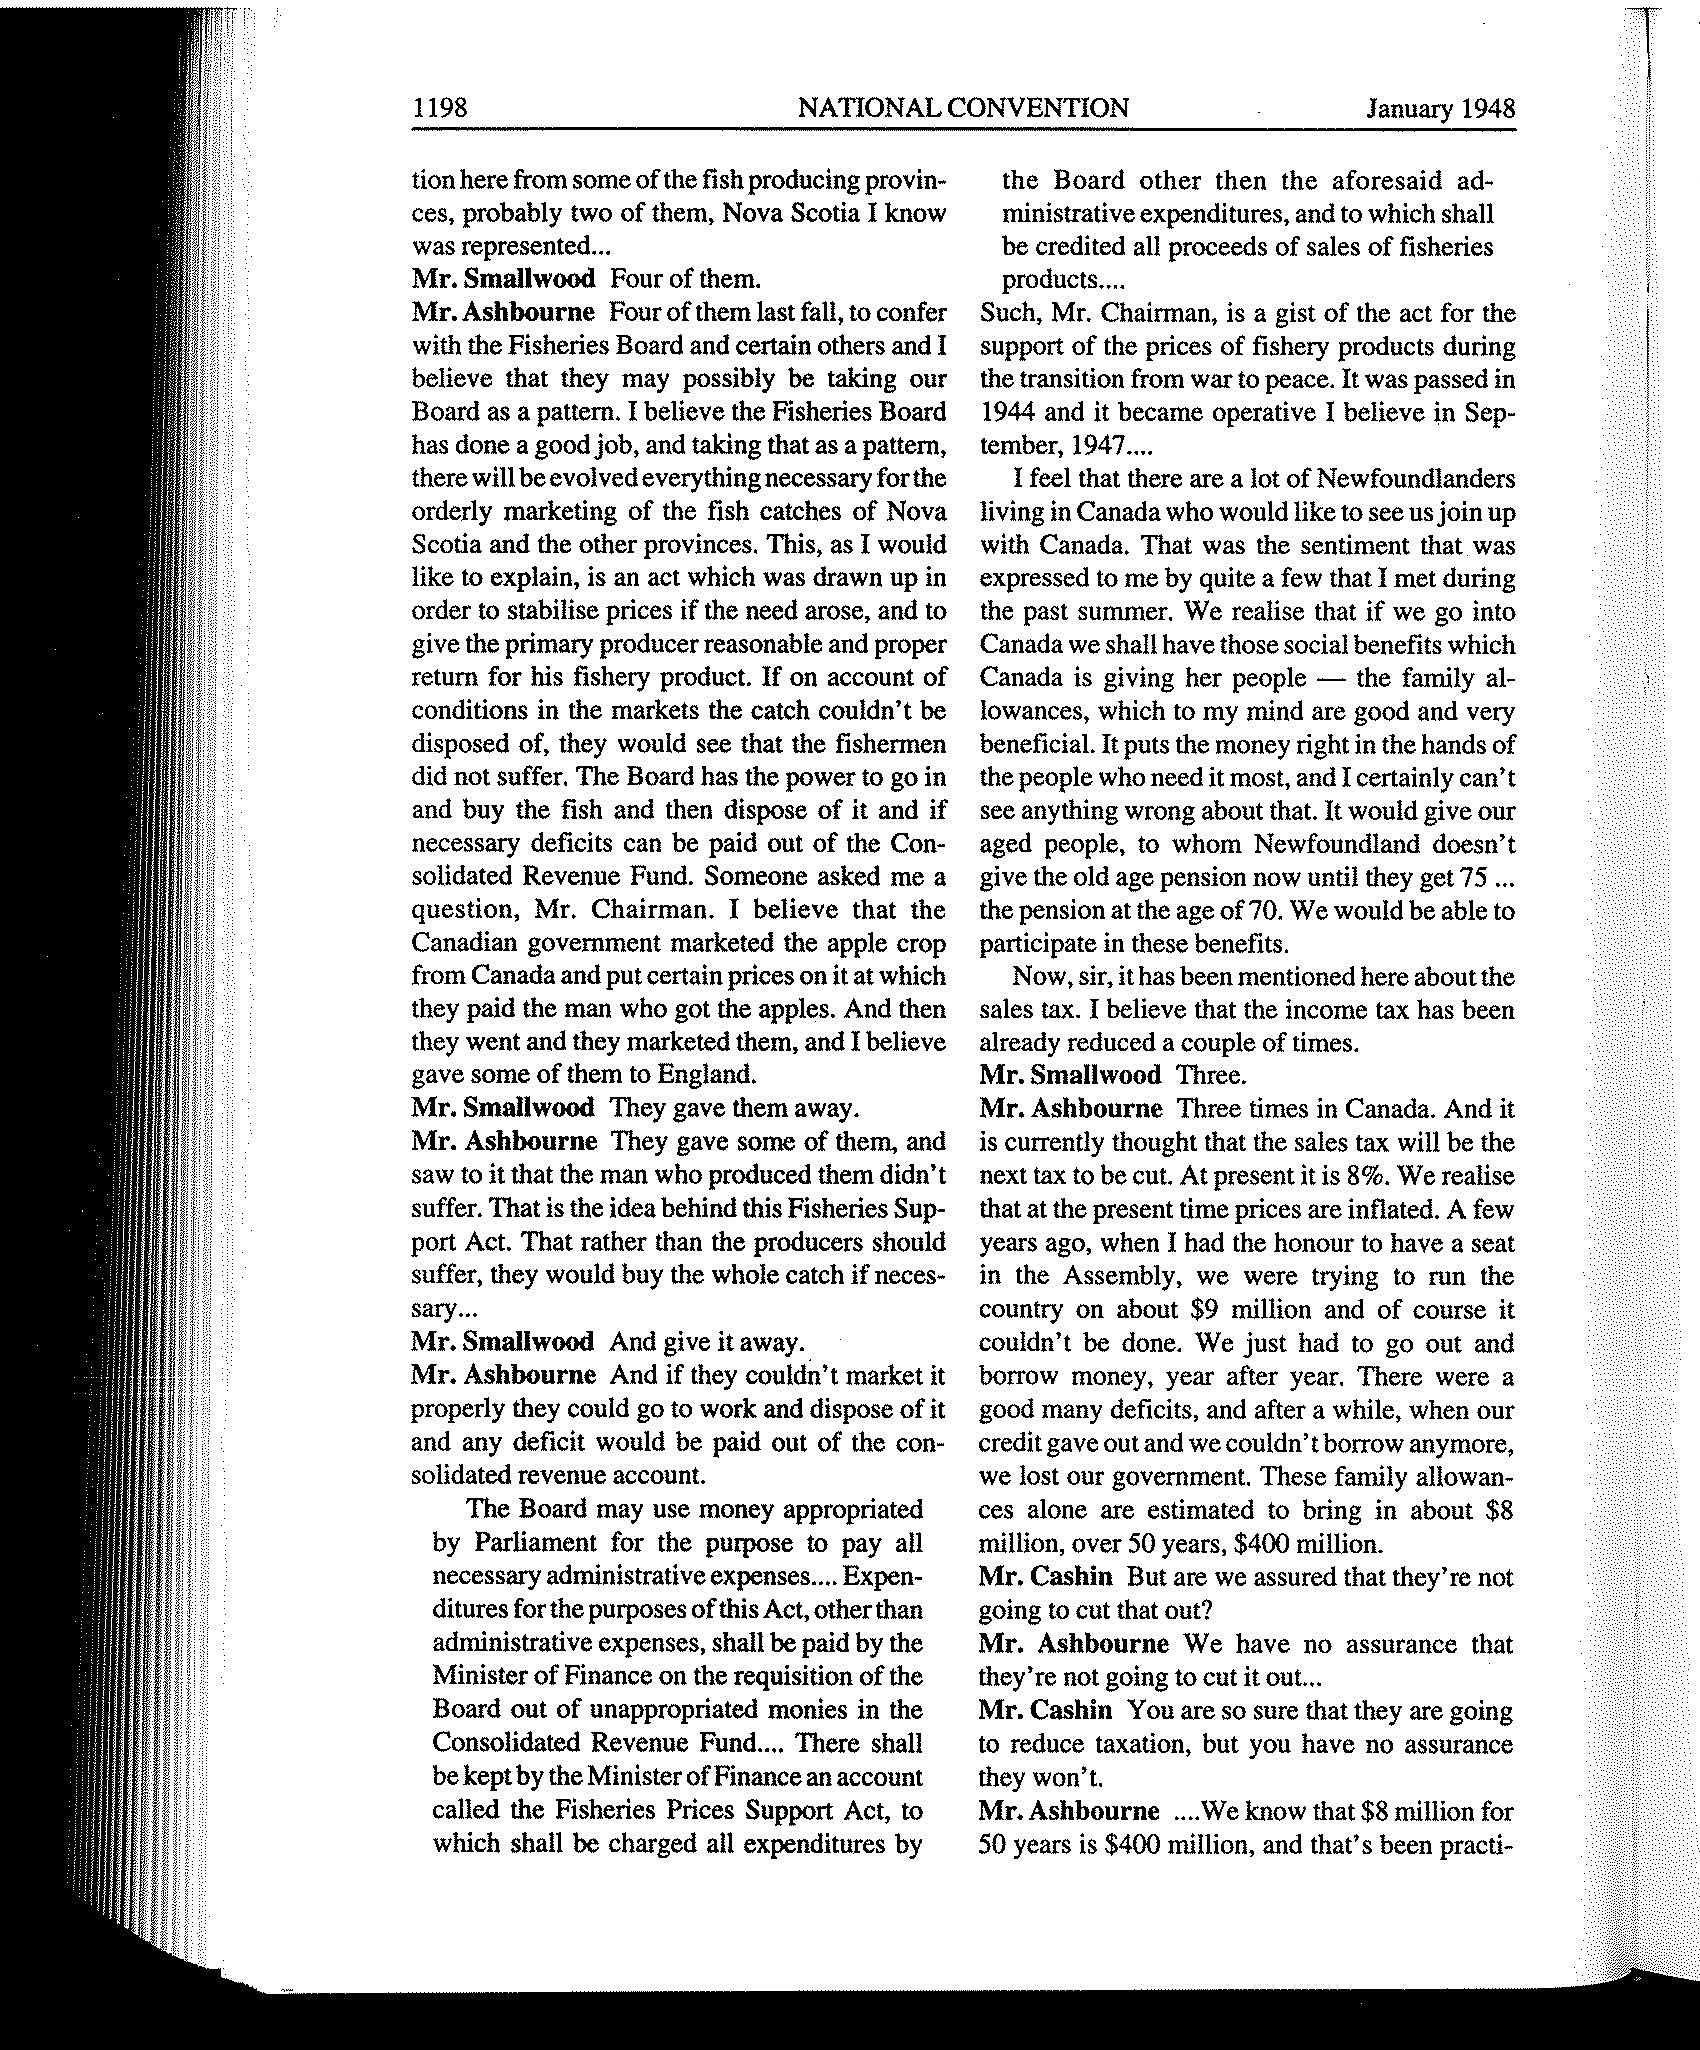 1198 NATIONAL CONVENTION January 1948
tion here from some of the fish producing provin-
ces, probably two of them, Nova Scotia I know
was represented...
Mr. Smallwood Four of them.
Mr. Ashbourne Four of them last fall, to confer
with the Fisheries Board and certain others and I
believe that they may possibly be taking our
Board as a pattern. I believe the Fisheries Board
has done a good job, and taking that as a pattern,
there will be evolved everything necessary for the
orderly marketing of the fish catches of Nova
Scotia and the other provinces. This, as I would
like to explain, is an act which was drawn up in
order to stabilise prices if the need arose, and to
give the primary producer reasonable and proper
return for his fishery product. If on account of
conditions in the markets the catch couldn't be
disposed of, they would see that the fishermen
did not suffer. The Board has the power to go in
and buy the fish and then dispose of it and if
necessary deficits can be paid out of the Con-
solidated Revenue Fund. Someone asked me a
question, Mr. Chairman. I believe that the
Canadian government marketed the apple crop
from Canada and put certain prices on it at which
they paid the man who got the apples. And then
they went and they marketed them, and I believe
gave some of them to England.
Mr. Smallwood They gave them away.
Mr. Ashbourne They gave some of them, and
saw to it that the man who produced them didn't
suffer. That is the idea behind this Fisheries Sup-
port Act. That rather than the producers should
suffer, they would buy the whole catch if neces-
sary...
Mr. Smallwood And give it away.
Mr. Ashbourne And if they couldn't market it
properly they could go to work and dispose of it
and any deficit would be paid out of the con-
solidated revenue account.
The Board may use money appropriated
by Parliament for the purpose to pay all
necessary administrative expenses.... Expen-
ditures for the purposes of this Act, other than
administrative expenses, shall be paid by the
Minister of Finance on the requisition of the
Board out of unappropriated monies in the
Consolidated Revenue Fund.... There shall
be kept by the Minister of Finance an account
called the Fisheries Prices Support Act, to
which shall be charged all expenditures by
the Board other then the aforesaid ad-
ministrative expenditures, and to which shall
be credited all proceeds of sales of fisheries
products....
Such, Mr. Chairman, is a gist of the act for the
support of the prices of fishery products during
the transition from war to peace. It was passed in
1944 and it became operative I believe in Sep-
tember, 1947....
I feel that there are a lot of Newfoundlanders
living in Canada who would like to see us join up
with Canada. That was the sentiment that was
expressed to me by quite a few that I met during
the past summer. We realise that if we go into
Canada we shall have those social benefits which
Canada is giving her people — the family al-
lowances, which to my mind are good and very
beneficial. It puts the money right in the hands of
the people who need it most, and I certainly can't
see anything wrong about that. It would give our
aged people, to whom Newfoundland doesn't
give the old age pension now until they get 75 ...
the pension at the age of 70. We would be able to
participate in these benefits.
Now, sir, it has been mentioned here about the
sales tax. I believe that the income tax has been
already reduced a couple of times.
Mr. Smallwood Three.
Mr. Ashbourne Three times in Canada. And it
is currently thought that the sales tax will be the
next tax to be cut. At present it is 8%. We realise
that at the present time prices are inflated. A few
years ago, when I had the honour to have a seat
in the Assembly, we were trying to run the
country on about $9 million and of course it
couldn't be done. We just had to go out and
borrow money, year after year. There were a
good many deficits, and after a while, when our
credit gave out and we couldn't borrow anymore,
we lost our government. These family allowan-
ces alone are estimated to bring in about $8
million, over 50 years, $400 million.
Mr. Cashin But are we assured that they're not
going to cut that out?
Mr. Ashbourne We have no assurance that
they're not going to cut it out...
Mr. Cashin You are so sure that they are going
to reduce taxation, but you have no assurance
they won't.
Mr. Ashbourne ....We know that $8 million for
50 years is $400 million, and that's been practi-